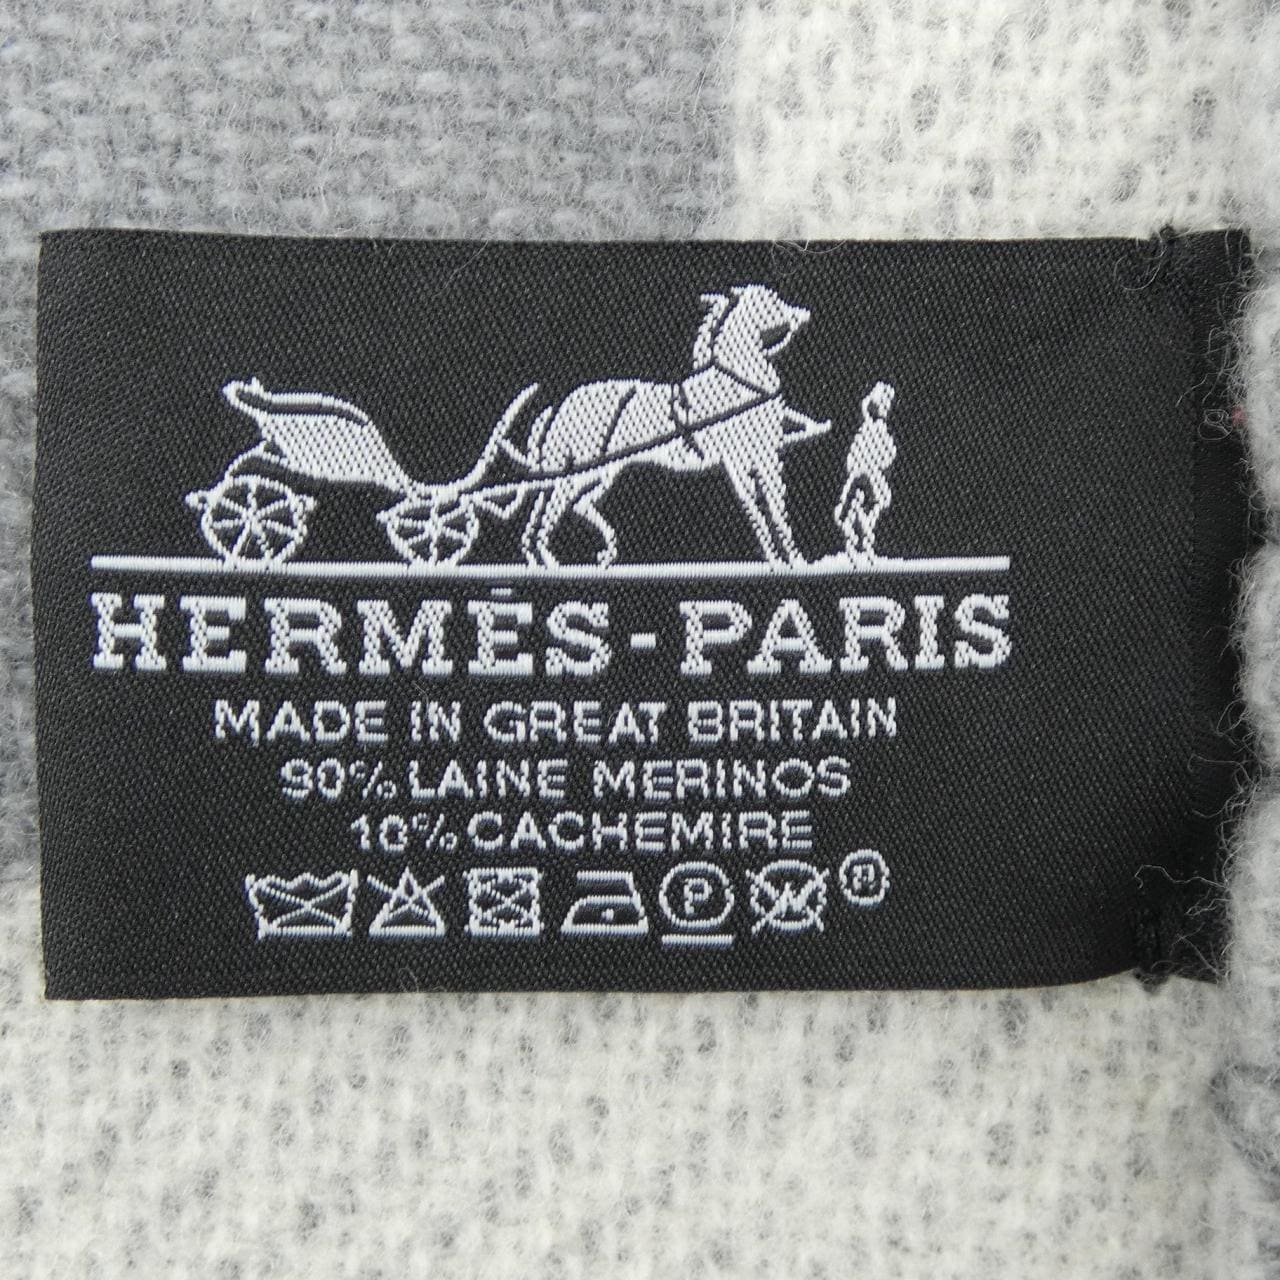 HERMÈS-PARIS
MADE IN GREAT BRITAIN
90% LAINE MERINOS
10% CACHEMIRE
P W ®